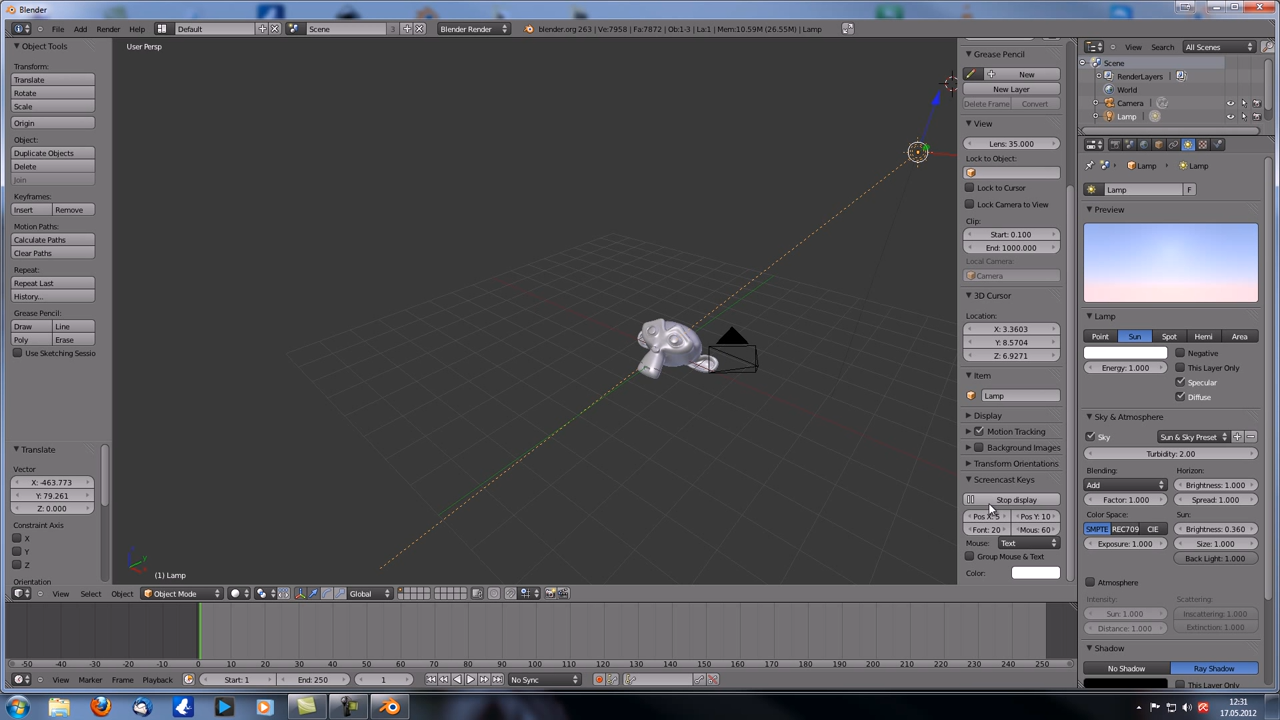 Blender
File Add Render Help Default Scene 3 Blender Render blender.org 263 | Ve:7958 | Fa:7872 | Ob:1-3 | La:1 | Mem:10.59M (26.55M) | Lamp
View Search All Scenes
Object Tools
Transform:
Translate
Rotate
Scale
Origin
Object:
Duplicate Objects
Delete
Join
Keyframes:
Insert Remove
Motion Paths:
Calculate Paths
Clear Paths
Repeat:
Repeat Last
History...
Grease Pencil:
Draw Line
Poly Erase
Use Sketching Sessio
Translate
Vector
X: -463.773
Y: 79.261
Z: 0.000
Constraint Axis
X
Y
Z
Orientation
User Persp
(1) Lamp
View Select Object Object Mode Global
Grease Pencil
New
New Layer
Delete Frame Convert
View
Lens: 35.000
Lock to Object:
Lock to Cursor
Lock Camera to View
Clip:
Start: 0.100
End: 1000.000
Local Camera:
Camera
3D Cursor
Location:
X: 3.3603
Y: 8.5704
Z: 6.9271
Item
Lamp
Display
Motion Tracking
Background Images
Transform Orientations
Screencast Keys
Stop display
Pos X: 5 Pos Y: 10
Font: 20 Mous: 60
Mouse: Text
Group Mouse & Text
Color:
Scene
RenderLayers
World
Camera
Lamp
Lamp Lamp
Lamp F
Preview
Lamp
Point Sun Spot Hemi Area
Negative
Energy: 1.000 This Layer Only
Specular
Diffuse
Sky & Atmosphere
Sky Sun & Sky Preset
Turbidity: 2.00
Blending: Horizon:
Add Brightness: 1.000
Factor: 1.000 Spread: 1.000
Color Space: Sun:
SMPTE REC709 CIE Brightness: 0.360
Exposure: 1.000 Size: 1.000
Back Light: 1.000
Atmosphere
Intensity: Scattering:
Sun: 1.000 Inscattering: 1.000
Distance: 1.000 Extinction: 1.000
Shadow
No Shadow Ray Shadow
This Layer Only
-50 -40 -30 -20 -10 0 10 20 30 40 50 60 70 80 90 100 110 120 130 140 150 160 170 180 190 200 210 220 230 240 250
View Marker Frame Playback Start: 1 End: 250 1 No Sync
12:31
17.05.2012